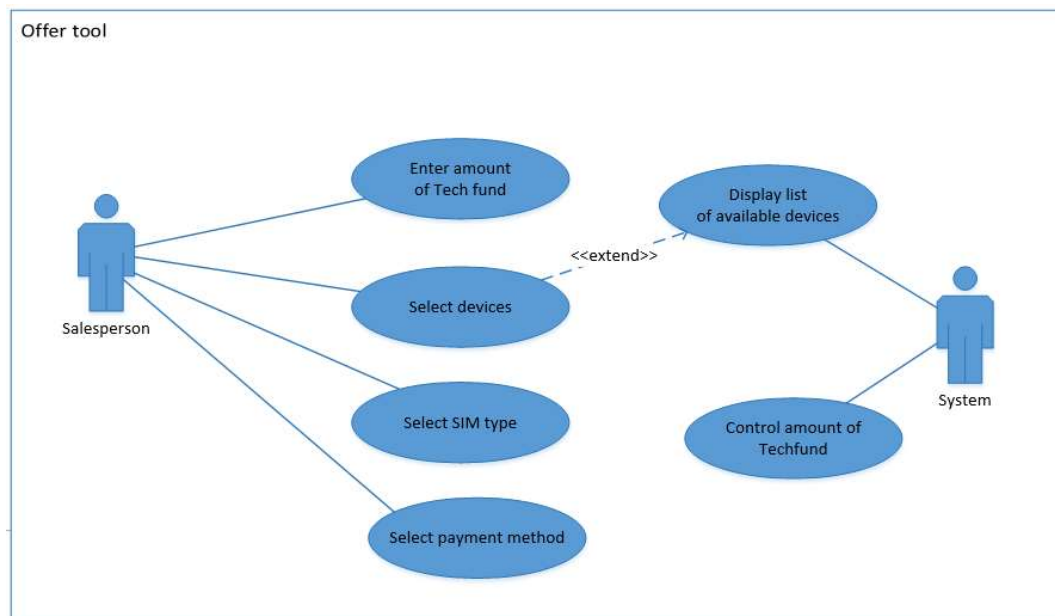 Offer tool
Enter amount
of Tech fund
Display list
of available devices
<<extend>>
Select devices
Salesperson
Select SIM type
System
Control amount of
Techfund
Select payment method